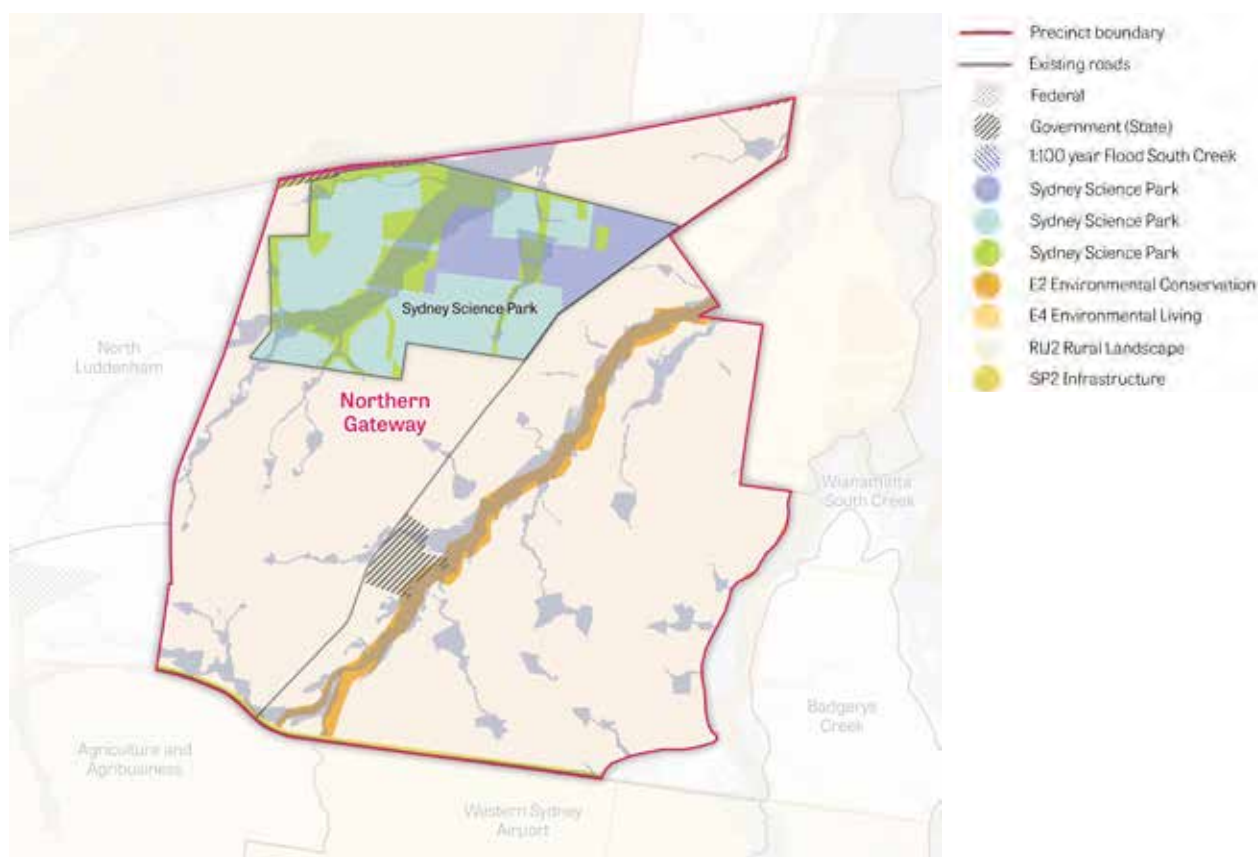 Precinct boundary
Existing roads
Federal
Government (State)
1:100 year Flood South Creek
Sydney Science Park
Sydney Science Park
Sydney Science Park
E2 Environmental Conservation
E4 Environmental Living
RU2 Rural Landscape
SP2 Infrastructure
Sydney Science Park
North
Luddenham
Northern
Gateway
Wianamatta
South Creek
Badgerys
Creek
Agriculture and
Agribusiness
Western Sydney
Airport